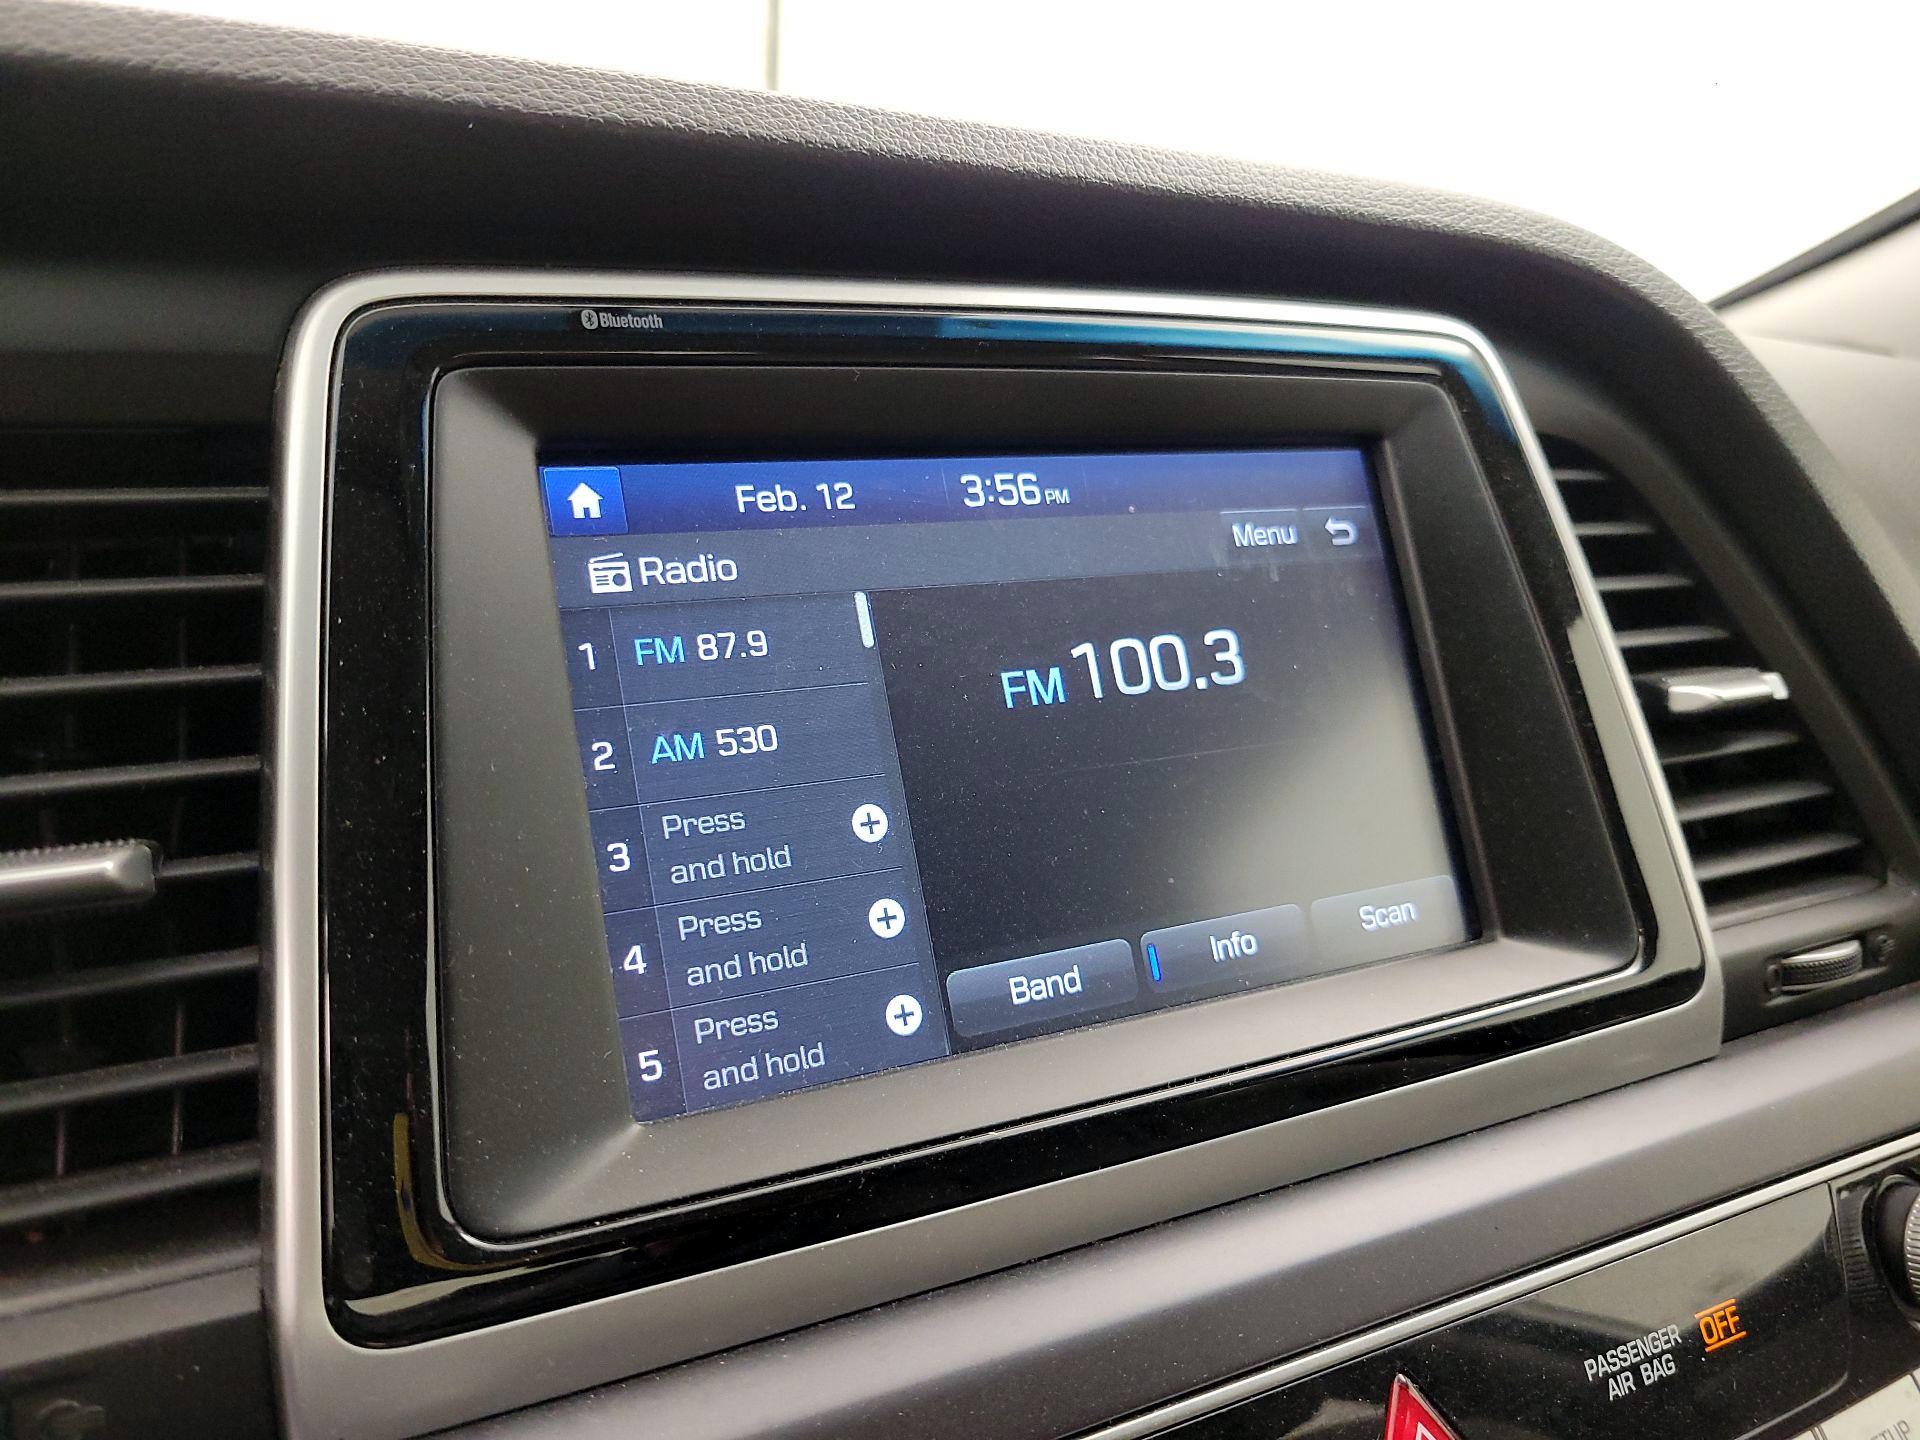 Bluetooth
Feb. 12
3:56 PM
Radio
Menu
1 FM 87.9
FM 100.3
2 AM 530
3 Press
and hold
4 Press
and hold
5 Press
and hold
Band
Info
Scan
PASSENGER
AIR BAG
OFF